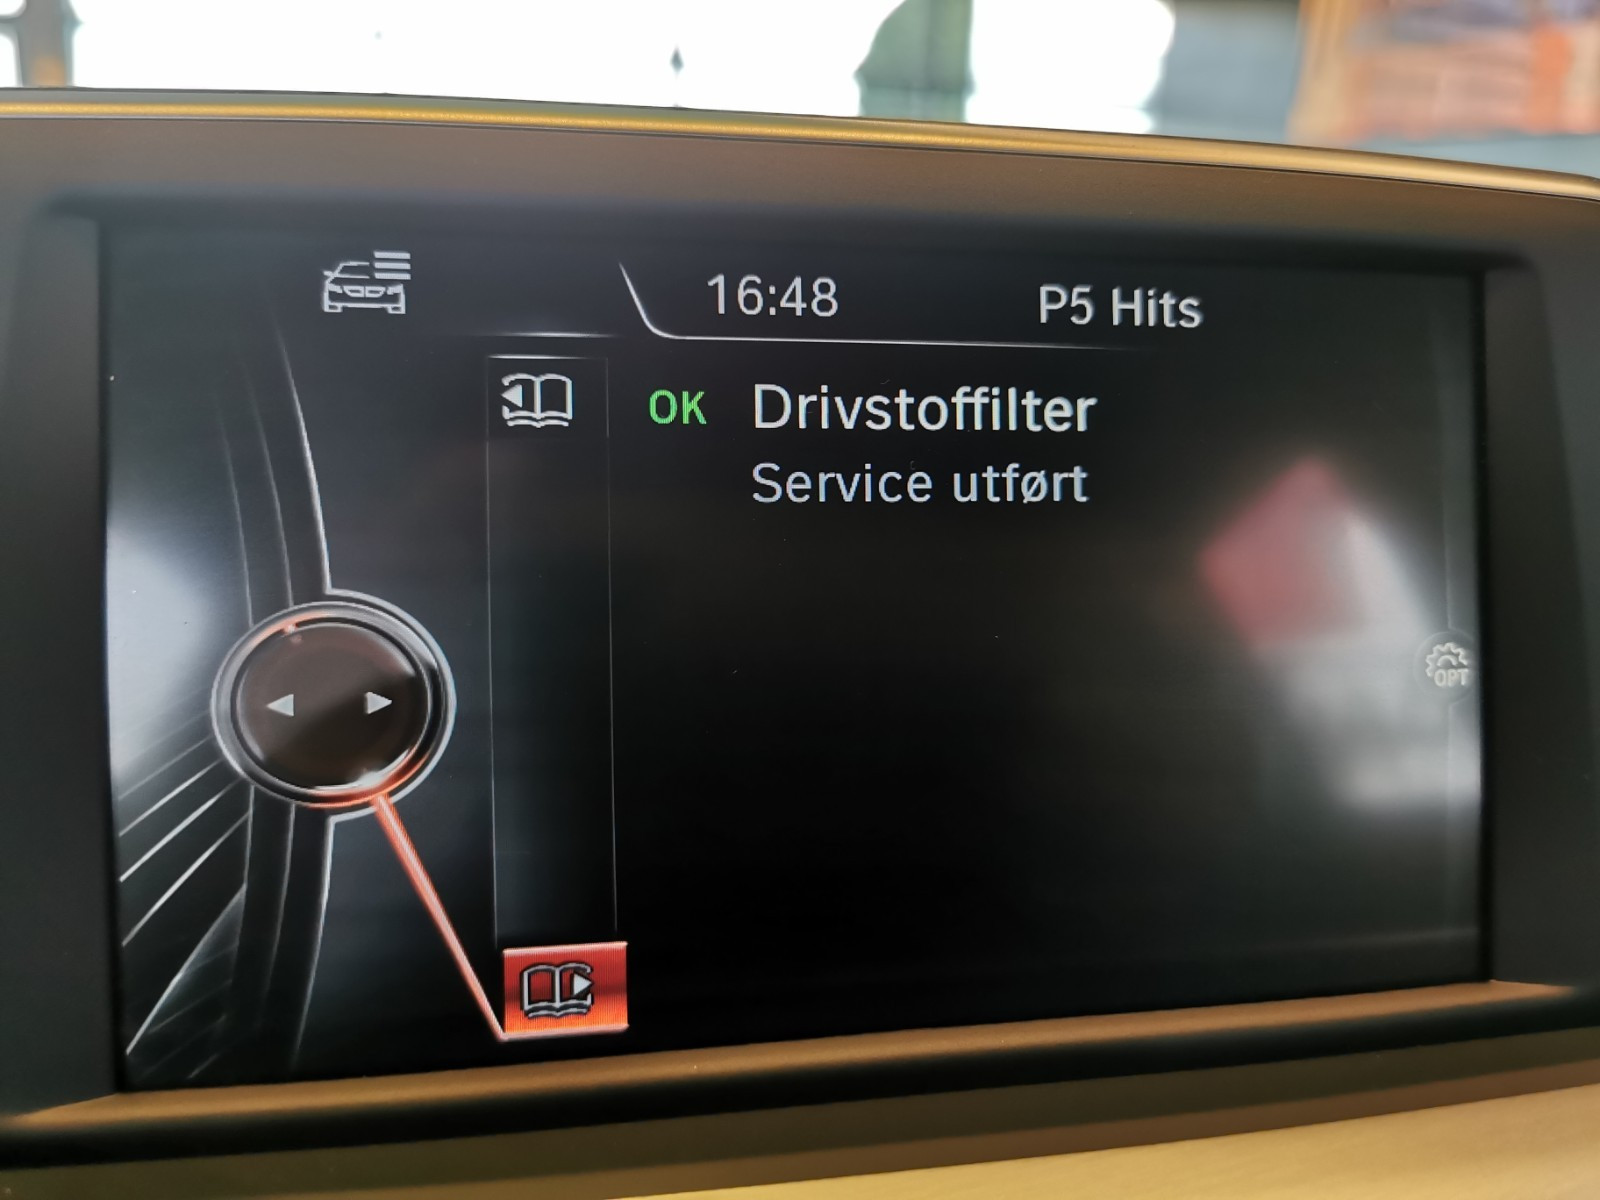 16:48 P5 Hits
OK Drivstoffilter
Service utført
OPT